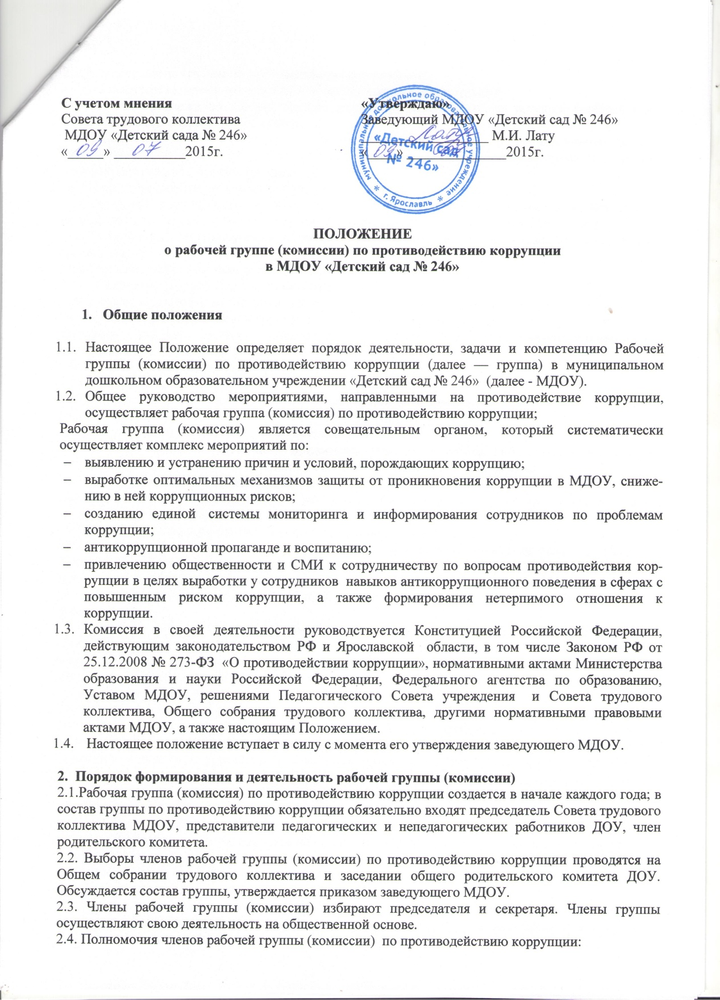 С учетом мнения
Совета трудового коллектива
МДОУ «Детский сада № 246»
«09» 07 2015г.
«Утверждаю»
Заведующий МДОУ «Детский сад № 246»
М.И. Лату
«09» 07 2015г.
муниципальное дошкольное образовательное учреждение
* г. Ярославль *
«Детский сад
№ 246»
ПОЛОЖЕНИЕ
о рабочей группе (комиссии) по противодействию коррупции
в МДОУ «Детский сад № 246»
1. Общие положения
1.1. Настоящее Положение определяет порядок деятельности, задачи и компетенцию Рабочей
группы (комиссии) по противодействию коррупции (далее — группа) в муниципальном
дошкольном образовательном учреждении «Детский сад № 246» (далее - МДОУ).
1.2. Общее руководство мероприятиями, направленными на противодействие коррупции,
осуществляет рабочая группа (комиссия) по противодействию коррупции;
Рабочая группа (комиссия) является совещательным органом, который систематически
осуществляет комплекс мероприятий по:
– выявлению и устранению причин и условий, порождающих коррупцию;
– выработке оптимальных механизмов защиты от проникновения коррупции в МДОУ, сниже-
нию в ней коррупционных рисков;
– созданию единой системы мониторинга и информирования сотрудников по проблемам
коррупции;
– антикоррупционной пропаганде и воспитанию;
– привлечению общественности и СМИ к сотрудничеству по вопросам противодействия кор-
рупции в целях выработки у сотрудников навыков антикоррупционного поведения в сферах с
повышенным риском коррупции, а также формирования нетерпимого отношения к
коррупции.
1.3. Комиссия в своей деятельности руководствуется Конституцией Российской Федерации,
действующим законодательством РФ и Ярославской области, в том числе Законом РФ от
25.12.2008 № 273-ФЗ «О противодействии коррупции», нормативными актами Министерства
образования и науки Российской Федерации, Федерального агентства по образованию,
Уставом МДОУ, решениями Педагогического Совета учреждения и Совета трудового
коллектива, Общего собрания трудового коллектива, другими нормативными правовыми
актами МДОУ, а также настоящим Положением.
1.4. Настоящее положение вступает в силу с момента его утверждения заведующего МДОУ.
2. Порядок формирования и деятельность рабочей группы (комиссии)
2.1.Рабочая группа (комиссия) по противодействию коррупции создается в начале каждого года; в
состав группы по противодействию коррупции обязательно входят председатель Совета трудового
коллектива МДОУ, представители педагогических и непедагогических работников ДОУ, член
родительского комитета.
2.2. Выборы членов рабочей группы (комиссии) по противодействию коррупции проводятся на
Общем собрании трудового коллектива и заседании общего родительского комитета ДОУ.
Обсуждается состав группы, утверждается приказом заведующего МДОУ.
2.3. Члены рабочей группы (комиссии) избирают председателя и секретаря. Члены группы
осуществляют свою деятельность на общественной основе.
2.4. Полномочия членов рабочей группы (комиссии) по противодействию коррупции: